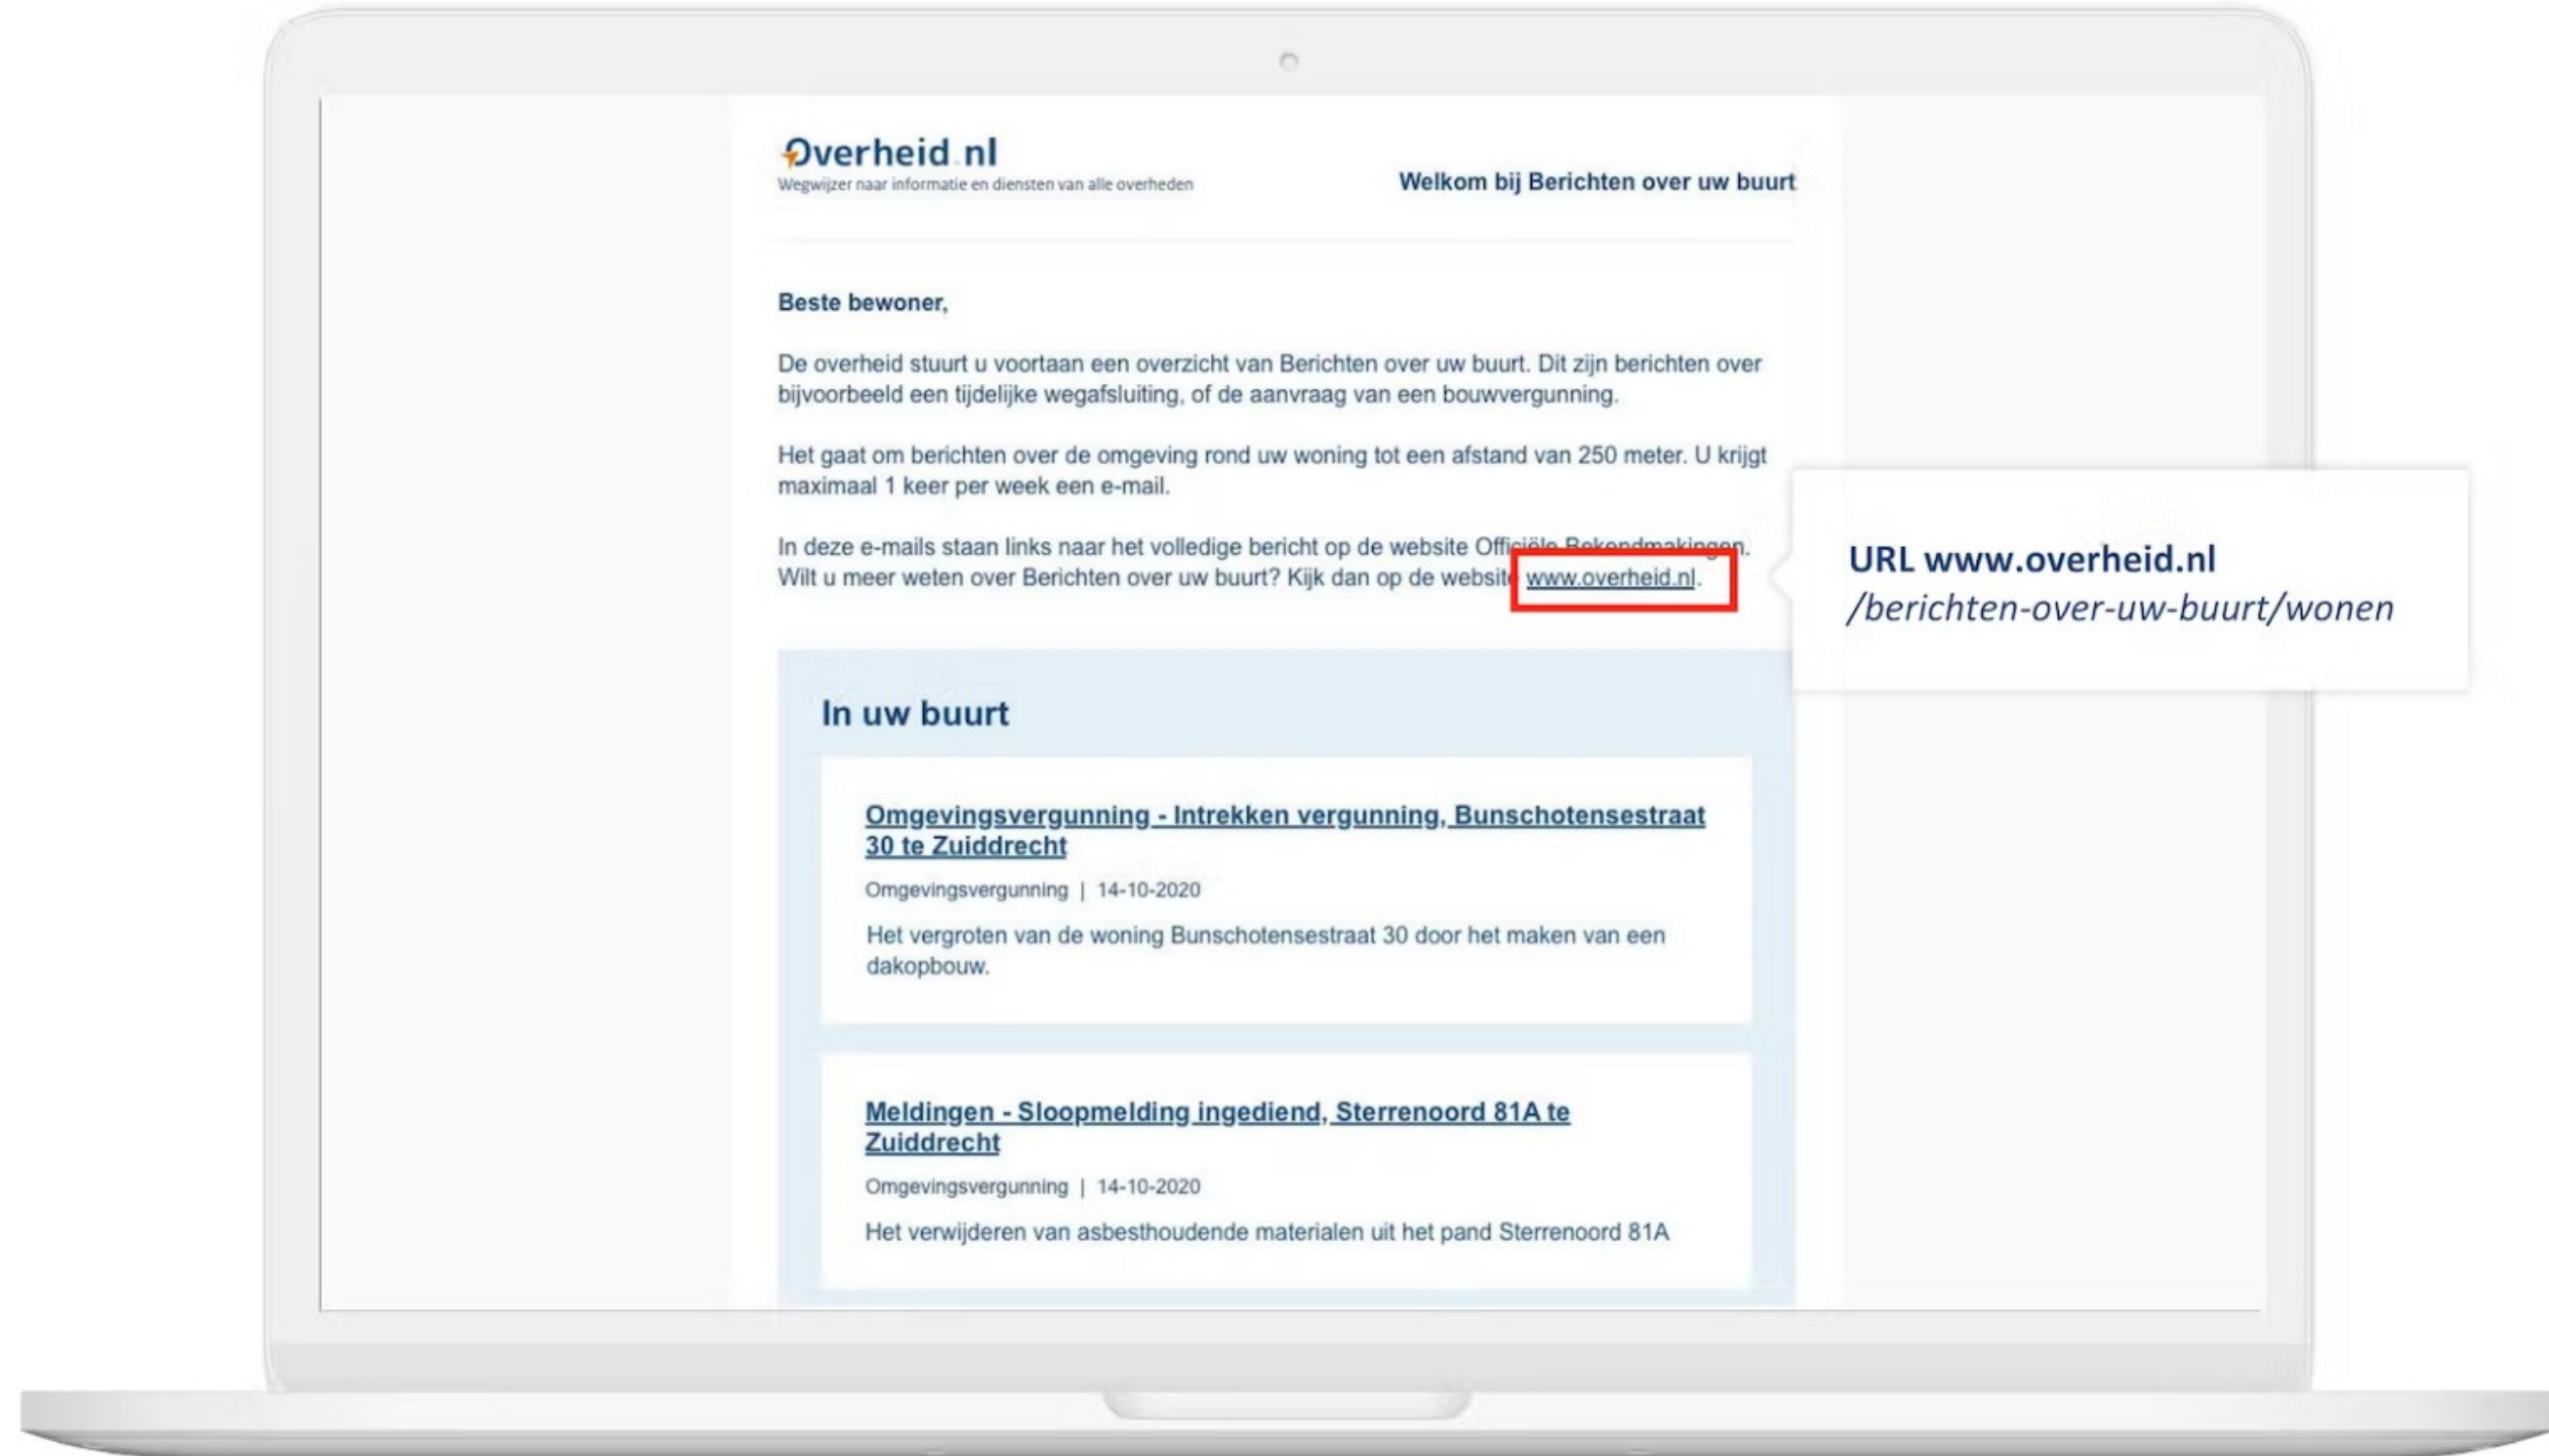 Overheid.nl
Wegwijzer naar informatie en diensten van alle overheden
Welkom bij Berichten over uw buurt
Beste bewoner,
De overheid stuurt u voortaan een overzicht van Berichten over uw buurt. Dit zijn berichten over
bijvoorbeeld een tijdelijke wegafsluiting, of de aanvraag van een bouwvergunning.
Het gaat om berichten over de omgeving rond uw woning tot een afstand van 250 meter. U krijgt
maximaal 1 keer per week een e-mail.
In deze e-mails staan links naar het volledige bericht op de website Officiële Bekendmakingen.
Wilt u meer weten over Berichten over uw buurt? Kijk dan op de website www.overheid.nl.
URL www.overheid.nl
/berichten-over-uw-buurt/wonen
In uw buurt
Omgevingsvergunning - Intrekken vergunning, Bunschotensestraat
30 te Zuiddrecht
Omgevingsvergunning | 14-10-2020
Het vergroten van de woning Bunschotensestraat 30 door het maken van een
dakopbouw.
Meldingen - Sloopmelding ingediend, Sterrenoord 81A te
Zuiddrecht
Omgevingsvergunning | 14-10-2020
Het verwijderen van asbesthoudende materialen uit het pand Sterrenoord 81A